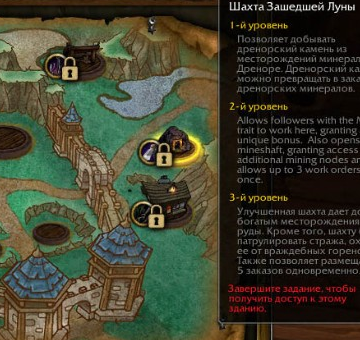 Шахта Зашедшей Луны
1-й уровень
Позволяет добывать
дренорский камень из
месторождений минерал
Дреноре. Дренорский ка
можно превращать в зака
дренорских минералов.
2-й уровень
Allows followers with the M
trait to work here, granting
unique bonus. Also opens
mineshaft, granting access
additional mining nodes an
allows up to 3 work orders
once.
3-й уровень
Улучшенная шахта дает до
богатым месторождения
руды. Кроме того, шахту б
патрулировать стража, ох
ее от враждебных горено
Также позволяет размеща
5 заказов одновременно.
Завершите задание, чтобы
получить доступ к этому
зданию.